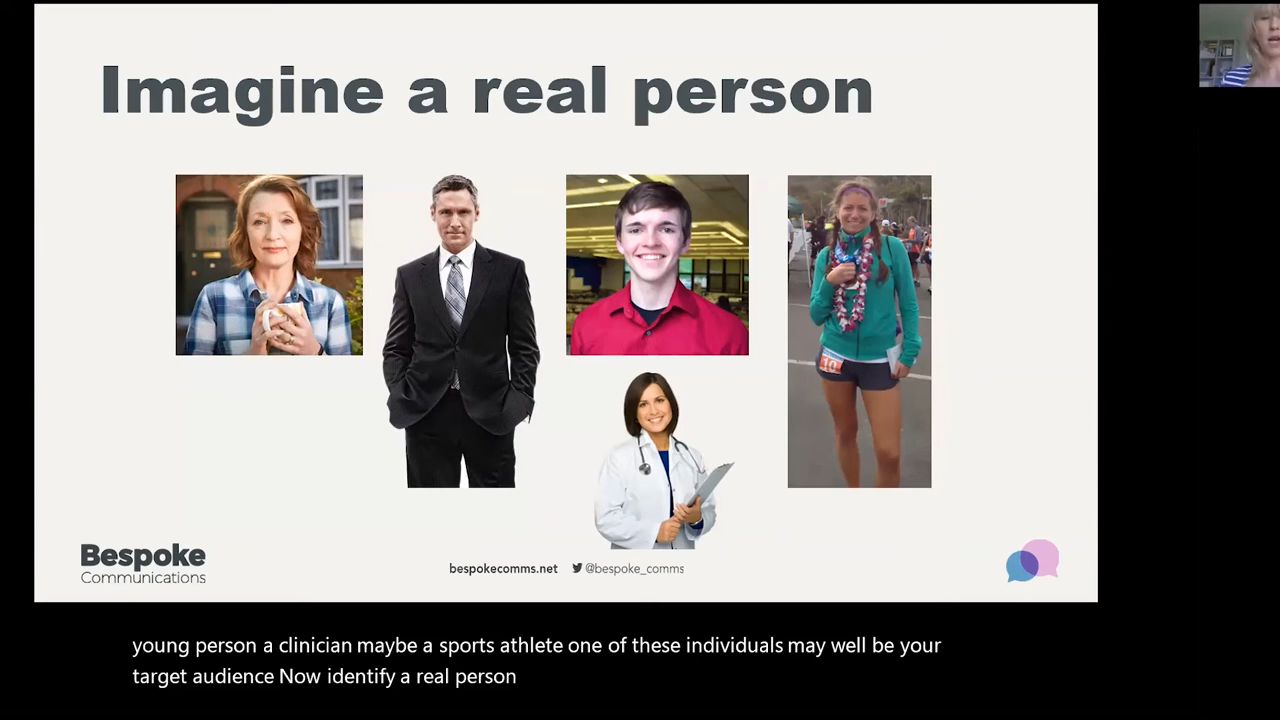 Imagine a real person
10
Bespoke
Communications
bespokecomms.net @bespoke_comms
young person a clinician maybe a sports athlete one of these individuals may well be your
target audience Now identify a real person